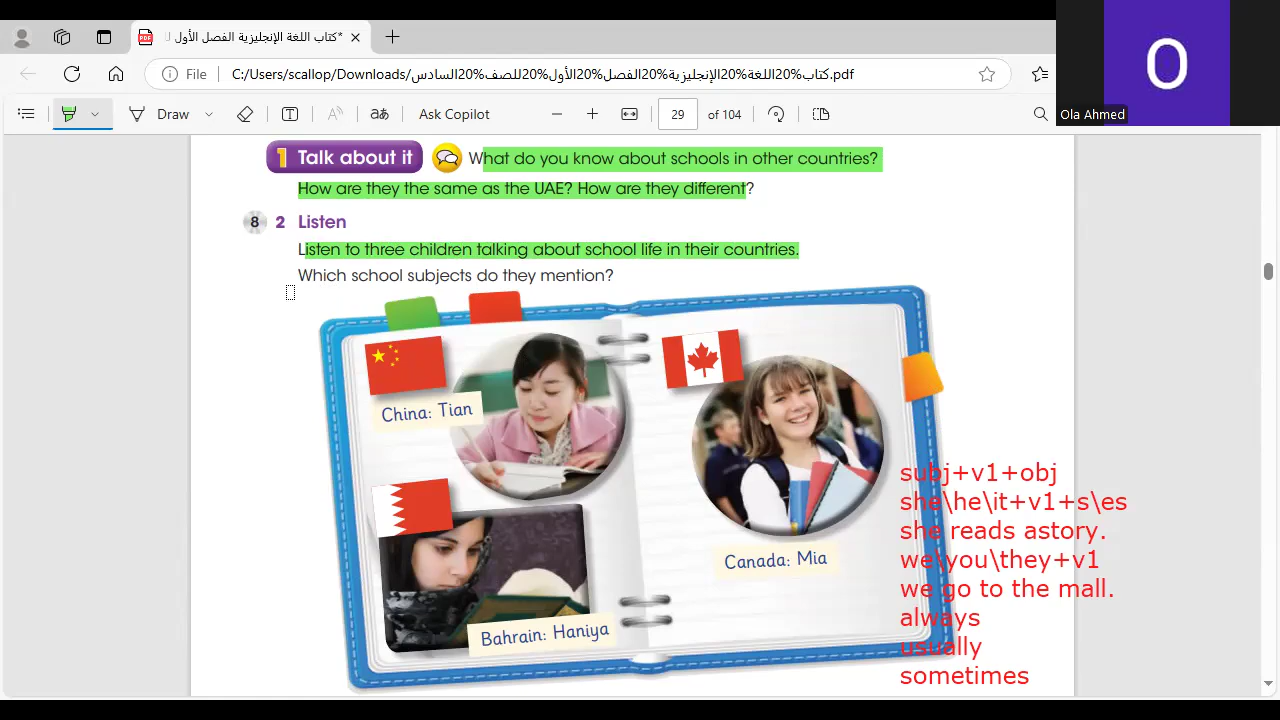 *كتاب اللغة الإنجليزية الفصل الأول ل
File C:/Users/scallop/Downloads/كتاب%20اللغة%20الإنجليزية%20الفصل%20الأول%20للصف%20السادس.pdf
O
Ola Ahmed
Draw
Ask Copilot
29 of 104
1 Talk about it What do you know about schools in other countries?
How are they the same as the UAE? How are they different?
8 2 Listen
Listen to three children talking about school life in their countries.
Which school subjects do they mention?
China: Tian
Bahrain: Haniya
Canada: Mia
subj+v1+obj
she\he\it+v1+s\es
she reads astory.
we\you\they+v1
we go to the mall.
always
usually
sometimes